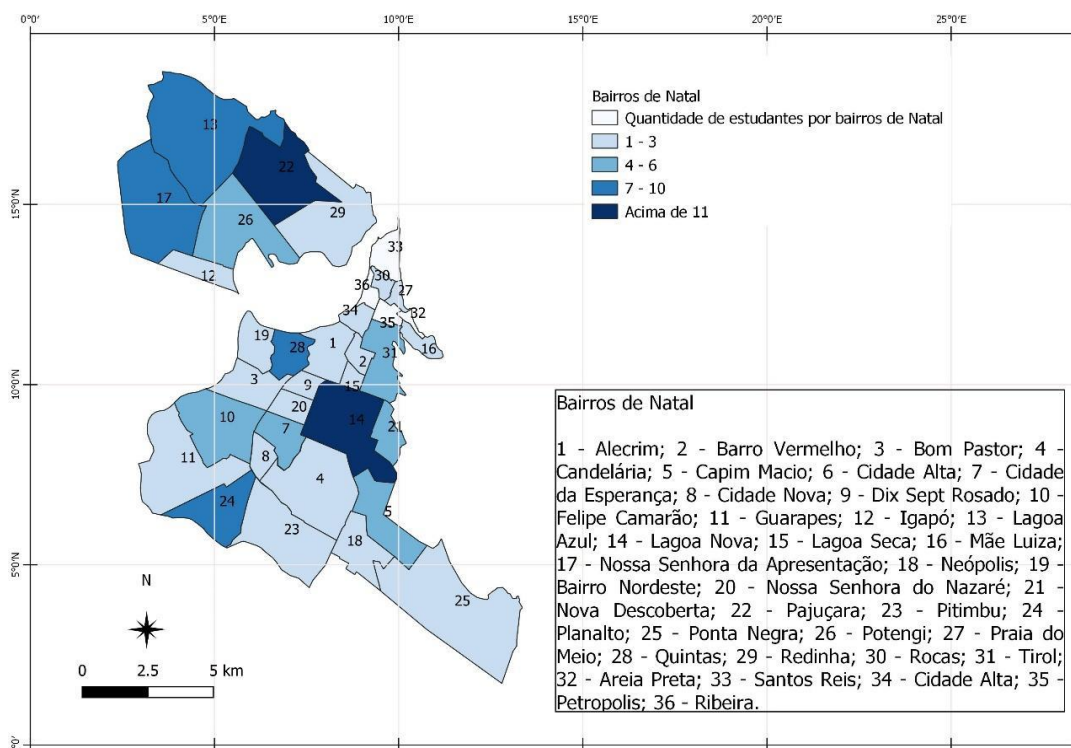 0°0' 5°0'E 10°0'E 15°0'E 20°0'E 25°0'E
Bairros de Natal
Quantidade de estudantes por bairros de Natal
1 - 3
4 - 6
7 - 10
Acima de 11
13
22
17
29
26
33
12
30
36
27
34
32
35
19
1
16
28
31
2
3
9
15
20
14
10
7
21
8
11
4
24
5
23
18
25
15°0'N
10°0'N
5°0'N
0°0'
N
0 2.5 5 km
Bairros de Natal
1 - Alecrim; 2 - Barro Vermelho; 3 - Bom Pastor; 4 -
Candelária; 5 - Capim Macio; 6 - Cidade Alta; 7 - Cidade
da Esperança; 8 - Cidade Nova; 9 - Dix Sept Rosado; 10 -
Felipe Camarão; 11 - Guarapes; 12 - Igapó; 13 - Lagoa
Azul; 14 - Lagoa Nova; 15 - Lagoa Seca; 16 - Mãe Luiza;
17 - Nossa Senhora da Apresentação; 18 - Neópolis; 19 -
Bairro Nordeste; 20 - Nossa Senhora do Nazaré; 21 -
Nova Descoberta; 22 - Pajuçara; 23 - Pitimbu; 24 -
Planalto; 25 - Ponta Negra; 26 - Potengi; 27 - Praia do
Meio; 28 - Quintas; 29 - Redinha; 30 - Rocas; 31 - Tirol;
32 - Areia Preta; 33 - Santos Reis; 34 - Cidade Alta; 35 -
Petropolis; 36 - Ribeira.